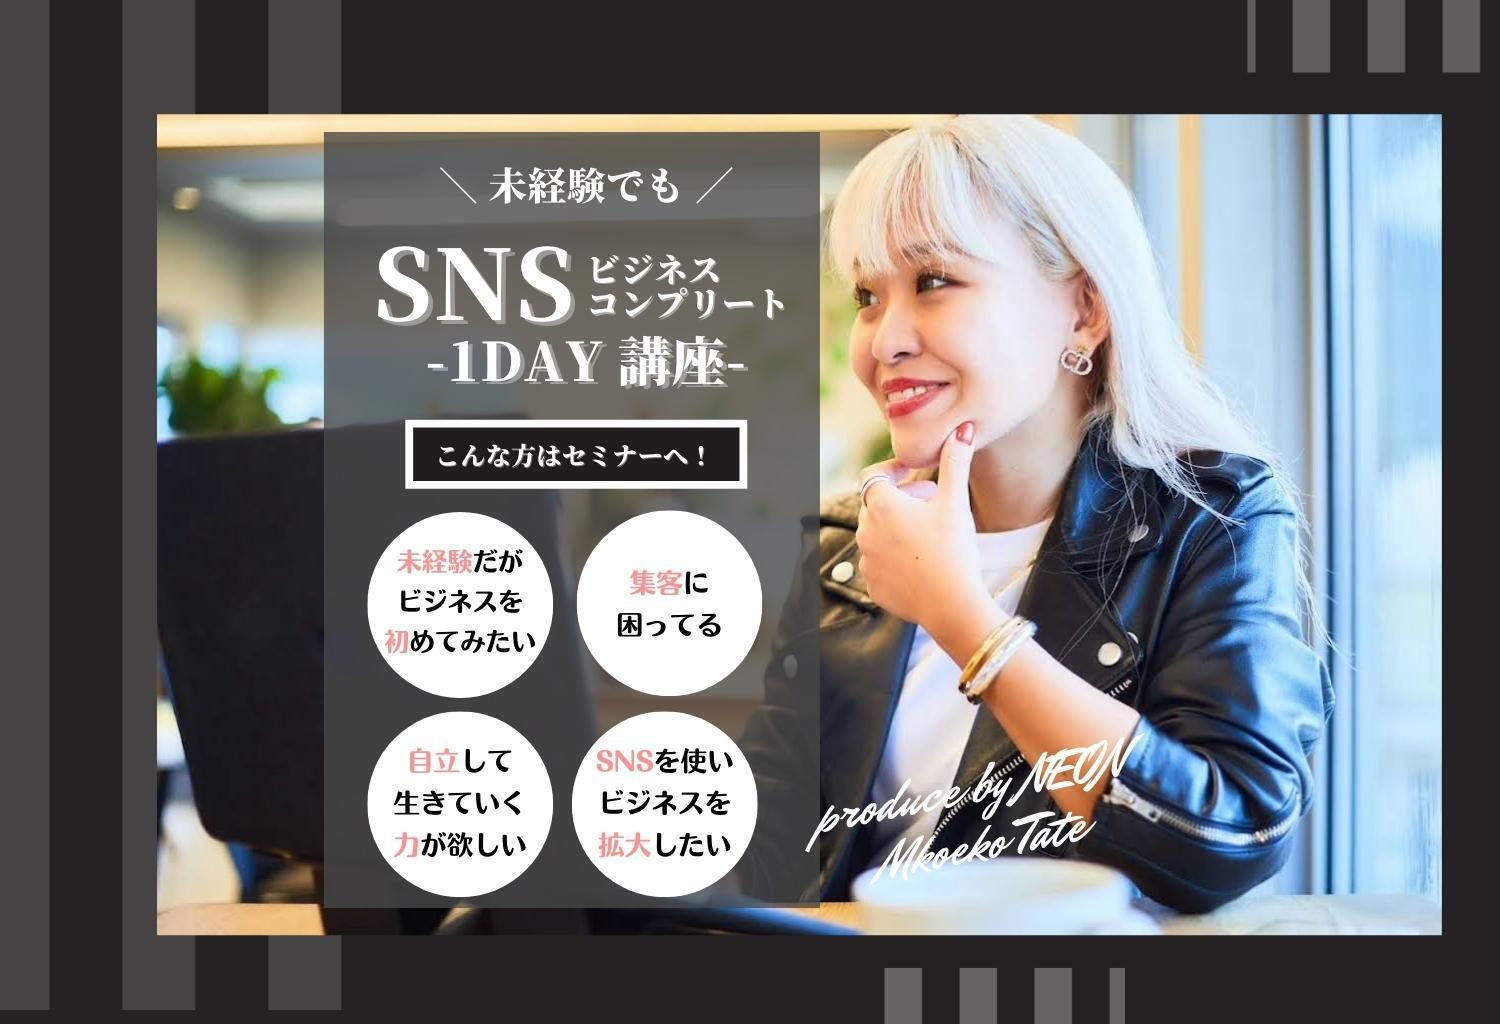 ＼ 未経験でも ／
SNS ビジネス
コンプリート
-1DAY 講座-
こんな方はセミナーへ！
未経験だが
ビジネスを
初めてみたい
集客に
困ってる
自立して
生きていく
力が欲しい
SNSを使い
ビジネスを
拡大したい
produce by NEON
Mkoeko Tate